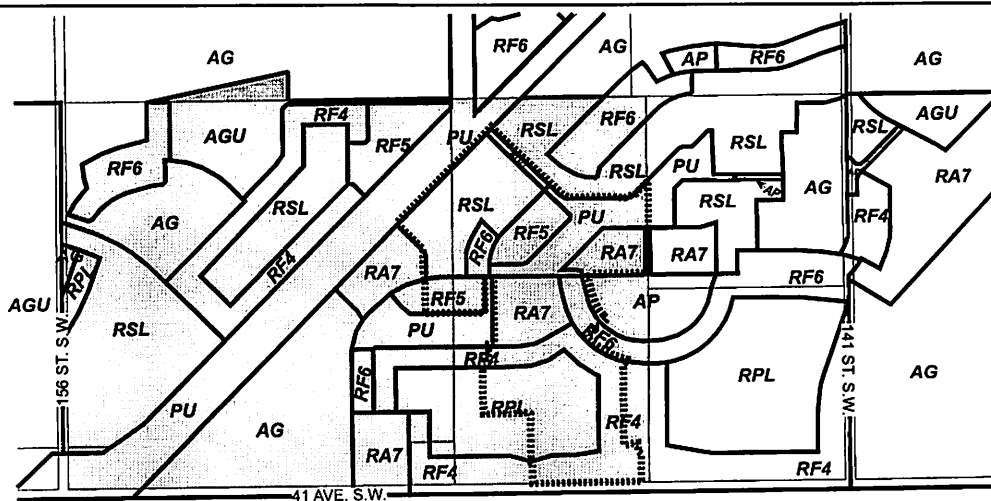 RF6
AG
AP
RF6
AG
AG
AGU
RF4
RF5
PU
RSL
RF6
RSL
RSL
AGU
RF6
RSL
PU
AG
RA7
AG
RSL
RF4
RSL
RF6
RF5
PU
RSL
AP
RF4
RA7
RA7
RPL
AGU
RSL
RA7
RF5
PU
RA7
AP
RF6
RF6
156 ST. S.W.
141 ST. S.W.
PU
RF4
RF6
RPL
RPL
RF4
AG
AG
RA7
RF4
RF4
41 AVE. S.W.